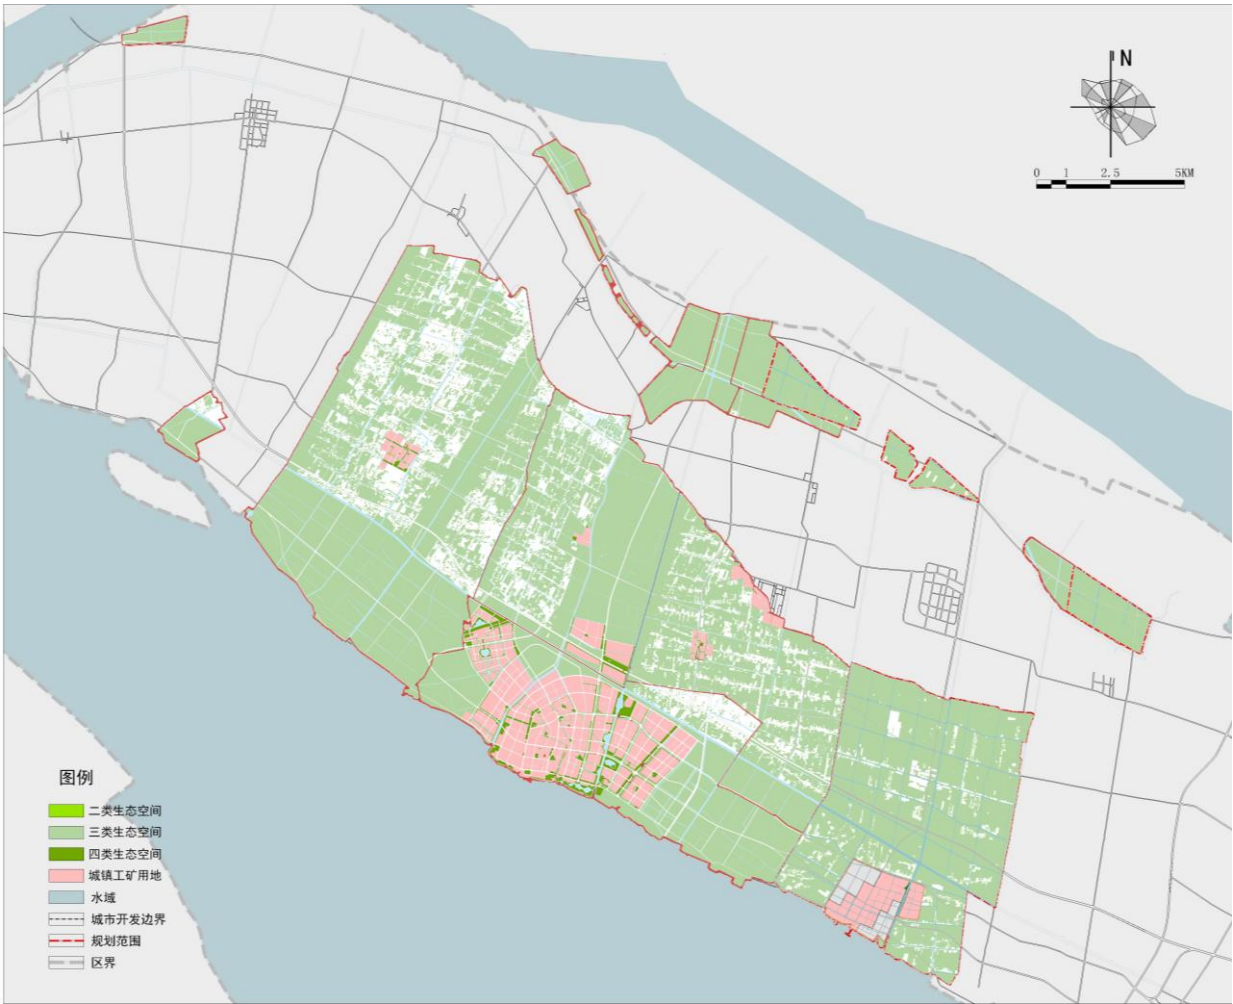 N
0 1 2.5 5KM
图例
二类生态空间
三类生态空间
四类生态空间
城镇工矿用地
水域
城市开发边界
规划范围
区界